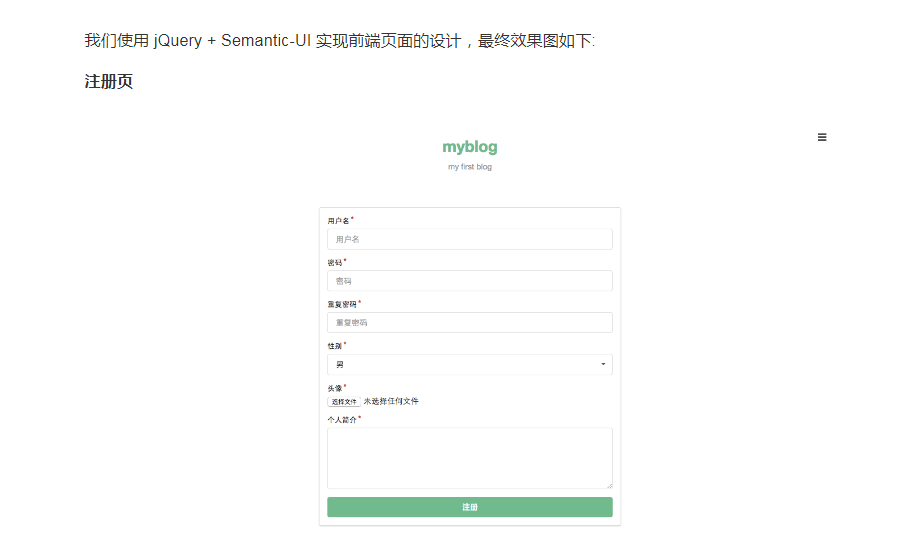 我们使用 jQuery + Semantic-UI 实现前端页面的设计，最终效果图如下:
注册页
myblog
my first blog
用户名*
用户名
密码*
密码
重复密码*
重复密码
性别*
男
头像*
选择文件 未选择任何文件
个人简介*
注册